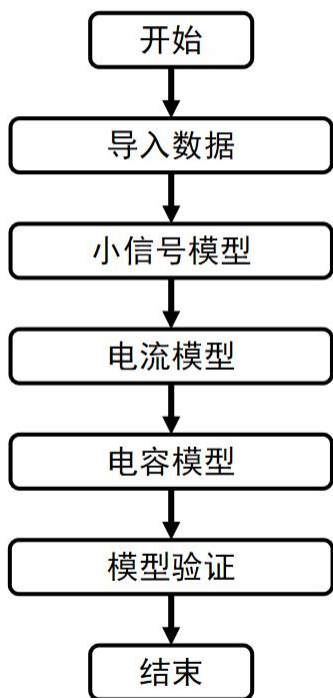 开始
导入数据
小信号模型
电流模型
电容模型
模型验证
结束